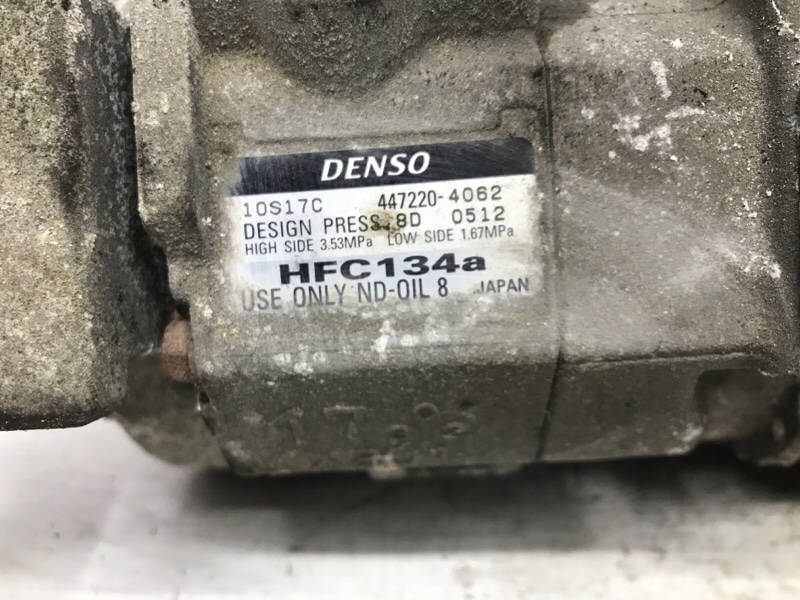 DENSO
10S17C 447220-4062
DESIGN PRESS. 8D 0512
HIGH SIDE 3.53MPa LOW SIDE 1.67MPa
HFC134a
USE ONLY ND-OIL 8 JAPAN